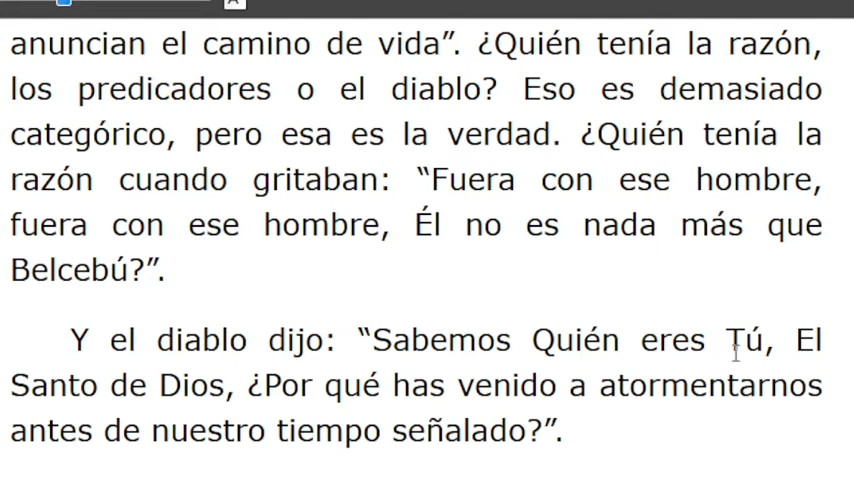 anuncian el camino de vida”. ¿Quién tenía la razón,
los predicadores o el diablo? Eso es demasiado
categórico, pero esa es la verdad. ¿Quién tenía la
razón cuando gritaban: “Fuera con ese hombre,
fuera con ese hombre, Él no es nada más que
Belcebú?”.
Y el diablo dijo: “Sabemos Quién eres Tú, El
Santo de Dios, ¿Por qué has venido a atormentarnos
antes de nuestro tiempo señalado?”.